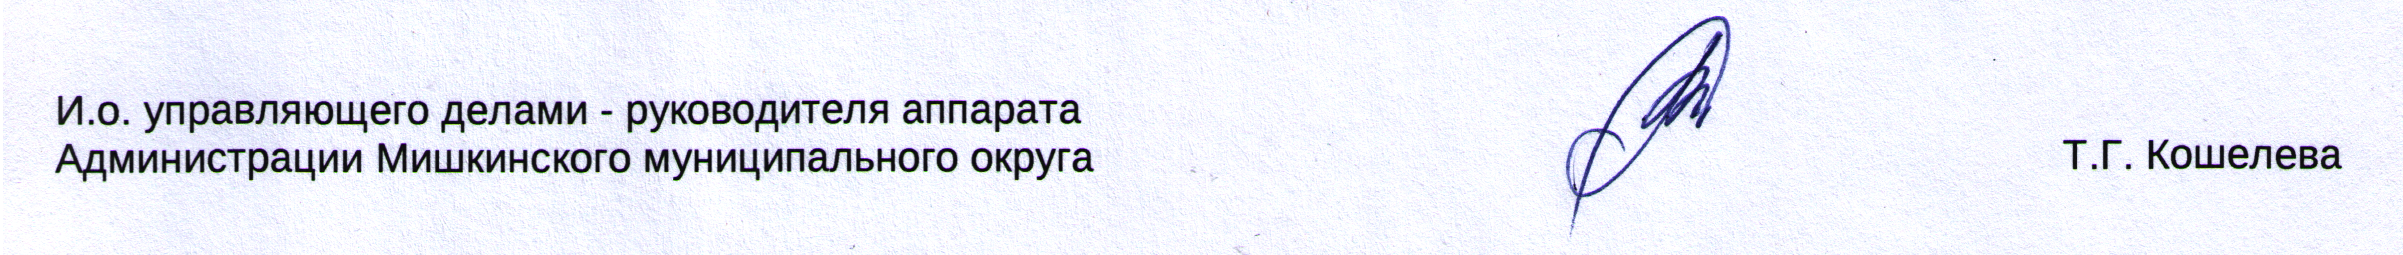 И.о. управляющего делами - руководителя аппарата
Администрации Мишкинского муниципального округа
Т.Г. Кошелева